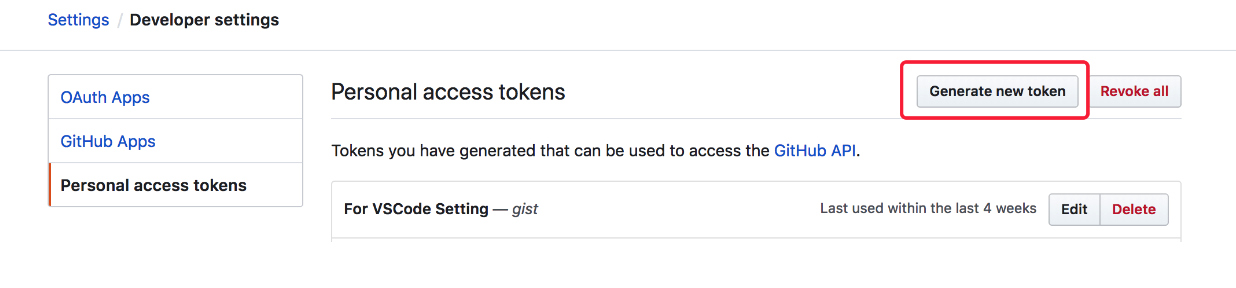 Settings / Developer settings
OAuth Apps
GitHub Apps
Personal access tokens
Personal access tokens
Generate new token
Revoke all
Tokens you have generated that can be used to access the GitHub API.
For VSCode Setting — gist
Last used within the last 4 weeks
Edit
Delete